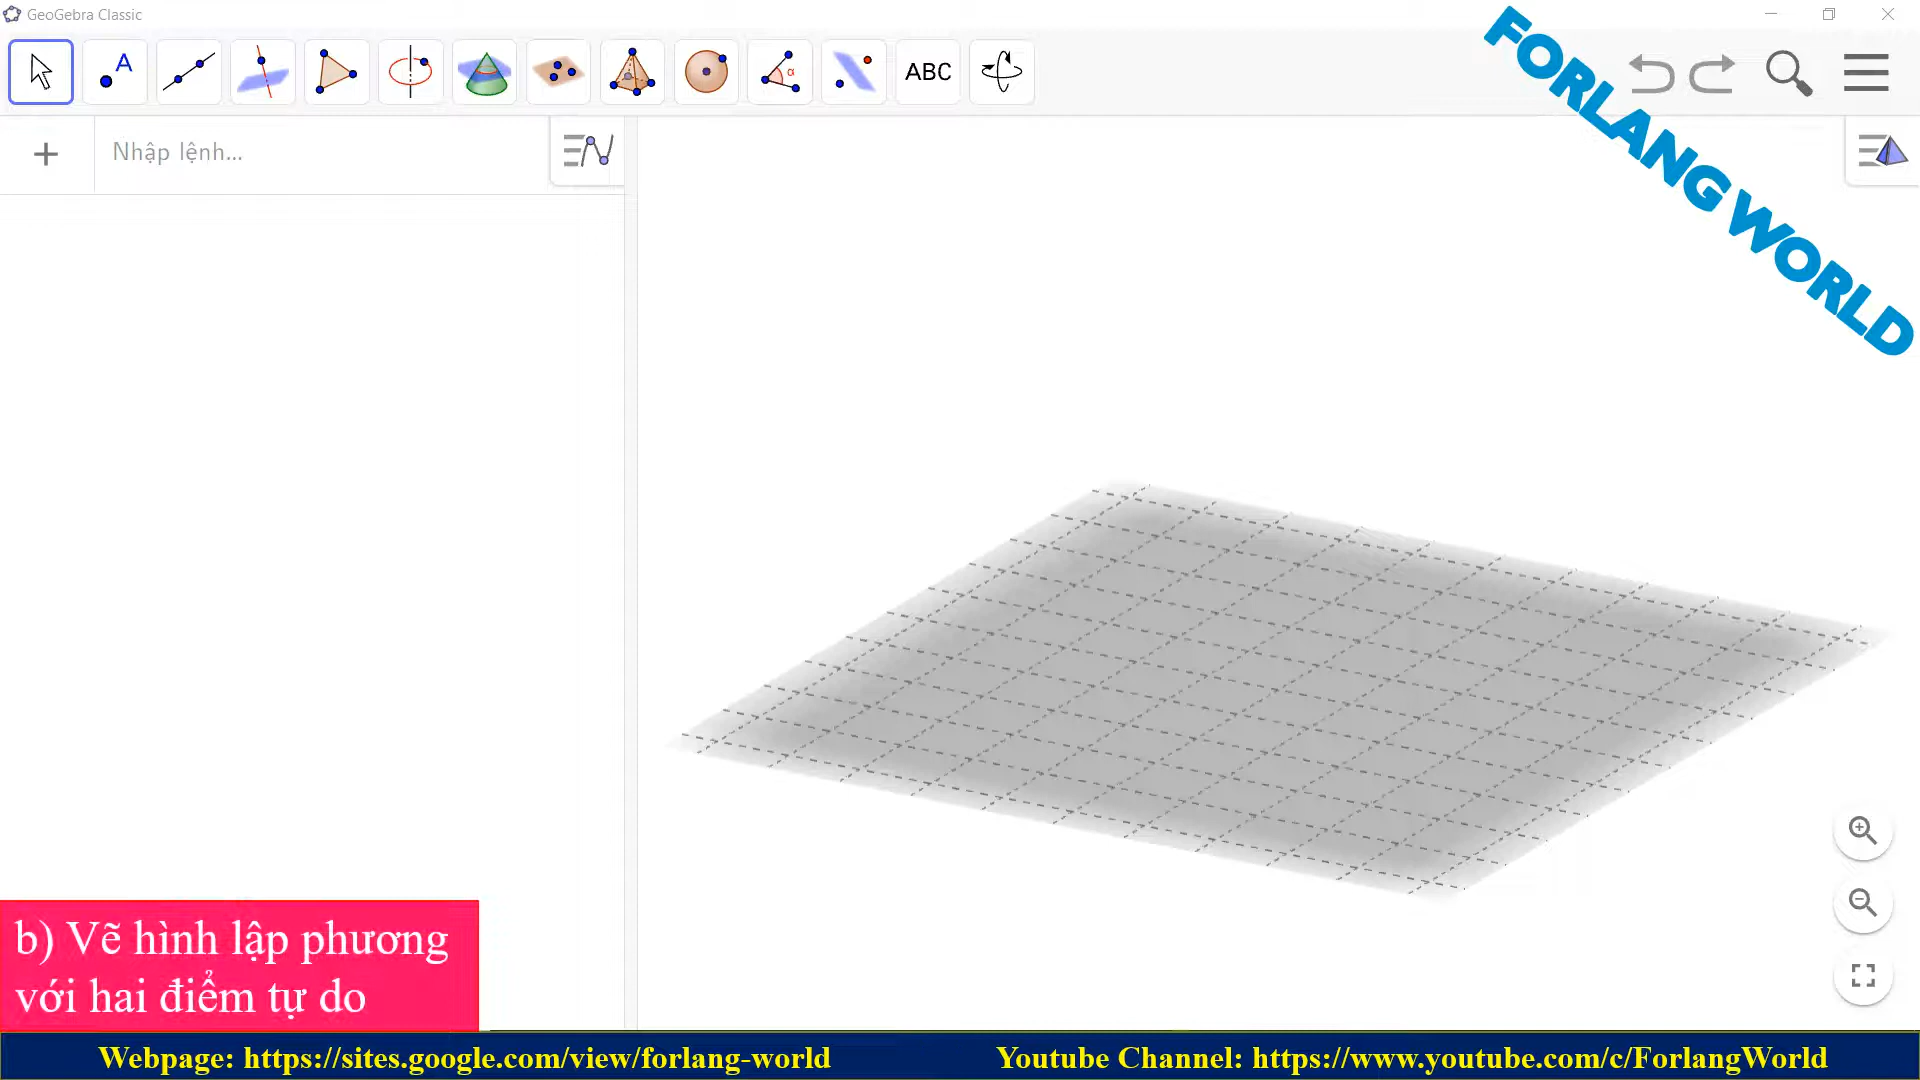 GeoGebra Classic
A
α
ABC
Nhập lệnh...
FORLANG WORLD
b) Vẽ hình lập phương
với hai điểm tự do
Webpage: https://sites.google.com/view/forlang-world
Youtube Channel: https://www.youtube.com/c/ForlangWorld